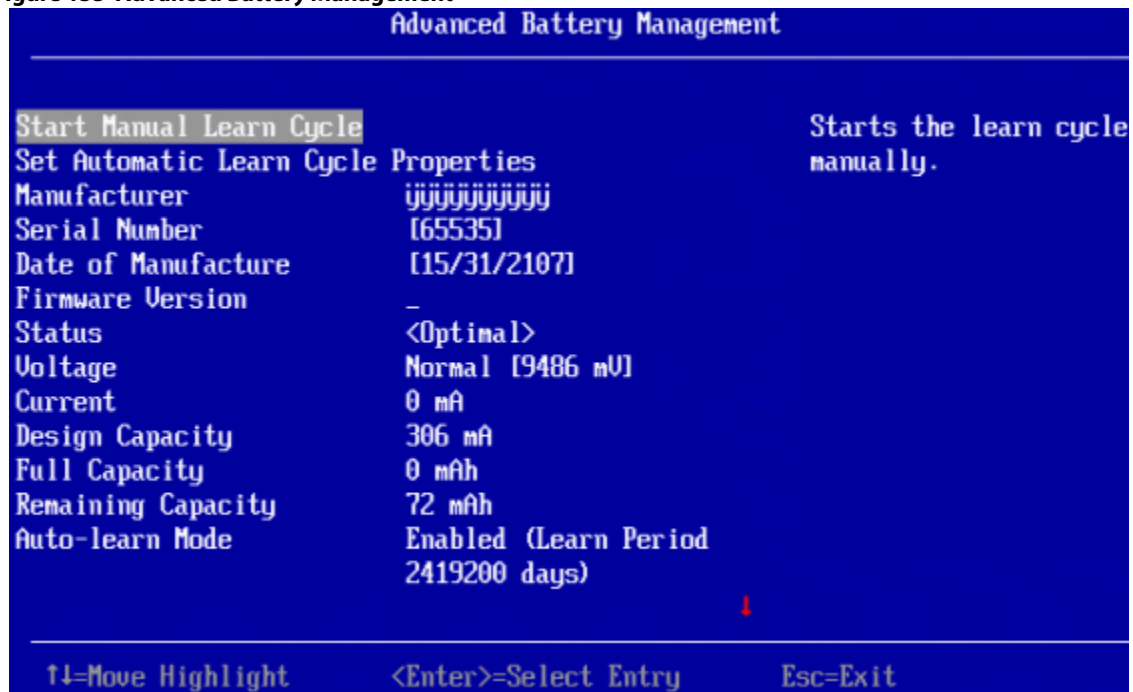 Advanced Battery Management
Start Manual Learn Cycle Starts the learn cycle
Set Automatic Learn Cycle Properties manually.
Manufacturer ÿÿÿÿÿÿÿÿÿÿÿ
Serial Number [65535]
Date of Manufacture [15/31/2107]
Firmware Version _
Status <Optimal>
Voltage Normal [9486 mV]
Current 0 mA
Design Capacity 306 mA
Full Capacity 0 mAh
Remaining Capacity 72 mAh
Auto-learn Mode Enabled (Learn Period
2419200 days)
↓
↑↓=Move Highlight <Enter>=Select Entry Esc=Exit